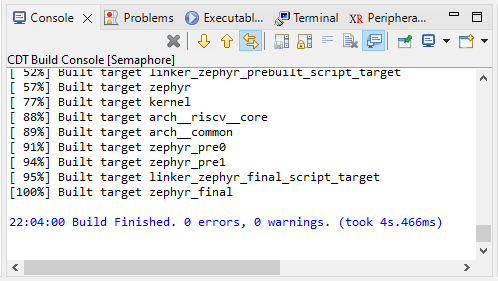 Console Problems Executabl... Terminal Periphera...
CDT Build Console [Semaphore]
[ 52%] Built target linker_zephyr_prebuilt_script_target
[ 57%] Built target zephyr
[ 77%] Built target kernel
[ 88%] Built target arch__riscv__core
[ 89%] Built target arch__common
[ 91%] Built target zephyr_pre0
[ 94%] Built target zephyr_pre1
[ 95%] Built target linker_zephyr_final_script_target
[100%] Built target zephyr_final
22:04:00 Build Finished. 0 errors, 0 warnings. (took 4s.466ms)